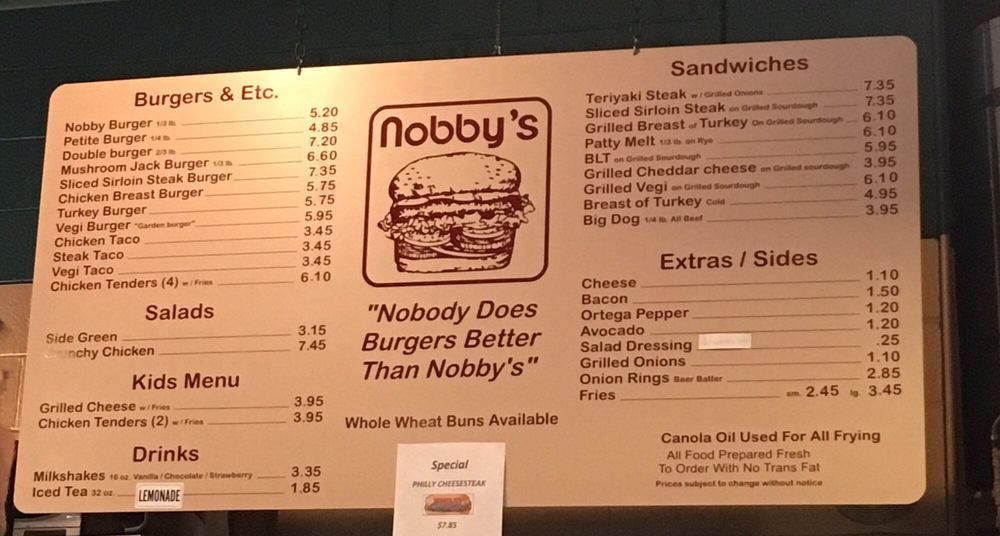 Burgers & Etc.
Nobby Burger 1/3 lb. 5.20
Petite Burger 1/4 lb. 4.85
Double burger 2/3 lb. 7.20
Mushroom Jack Burger 1/3 lb. 6.60
Sliced Sirloin Steak Burger 7.35
Chicken Breast Burger 5.75
Turkey Burger 5.75
Vegi Burger "Garden burger" 5.95
Chicken Taco 3.45
Steak Taco 3.45
Vegi Taco 3.45
Chicken Tenders (4) w/Fries 6.10
Salads
Side Green 3.15
Crunchy Chicken 7.45
Kids Menu
Grilled Cheese w/Fries 3.95
Chicken Tenders (2) w/Fries 3.95
Drinks
Milkshakes 16 oz. Vanilla / Chocolate / Strawberry 3.35
Iced Tea 32 oz. LEMONADE 1.85
nobby's
"Nobody Does
Burgers Better
Than Nobby's"
Whole Wheat Buns Available
Special
PHILLY CHEESESTEAK
$7.85
Sandwiches
Teriyaki Steak w/Grilled Onions 7.35
Sliced Sirloin Steak on Grilled Sourdough 7.35
Grilled Breast of Turkey On Grilled Sourdough 6.10
Patty Melt 1/3 lb. on Rye 6.10
BLT on Grilled Sourdough 5.95
Grilled Cheddar cheese on Grilled sourdough 3.95
Grilled Vegi on Grilled Sourdough 6.10
Breast of Turkey Cold 4.95
Big Dog 1/4 lb. All Beef 3.95
Extras / Sides
Cheese 1.10
Bacon 1.50
Ortega Pepper 1.20
Avocado 1.20
Salad Dressing .25
Grilled Onions 1.10
Onion Rings Beer Batter 2.85
Fries sm. 2.45 lg. 3.45
Canola Oil Used For All Frying
All Food Prepared Fresh
To Order With No Trans Fat
Prices subject to change without notice